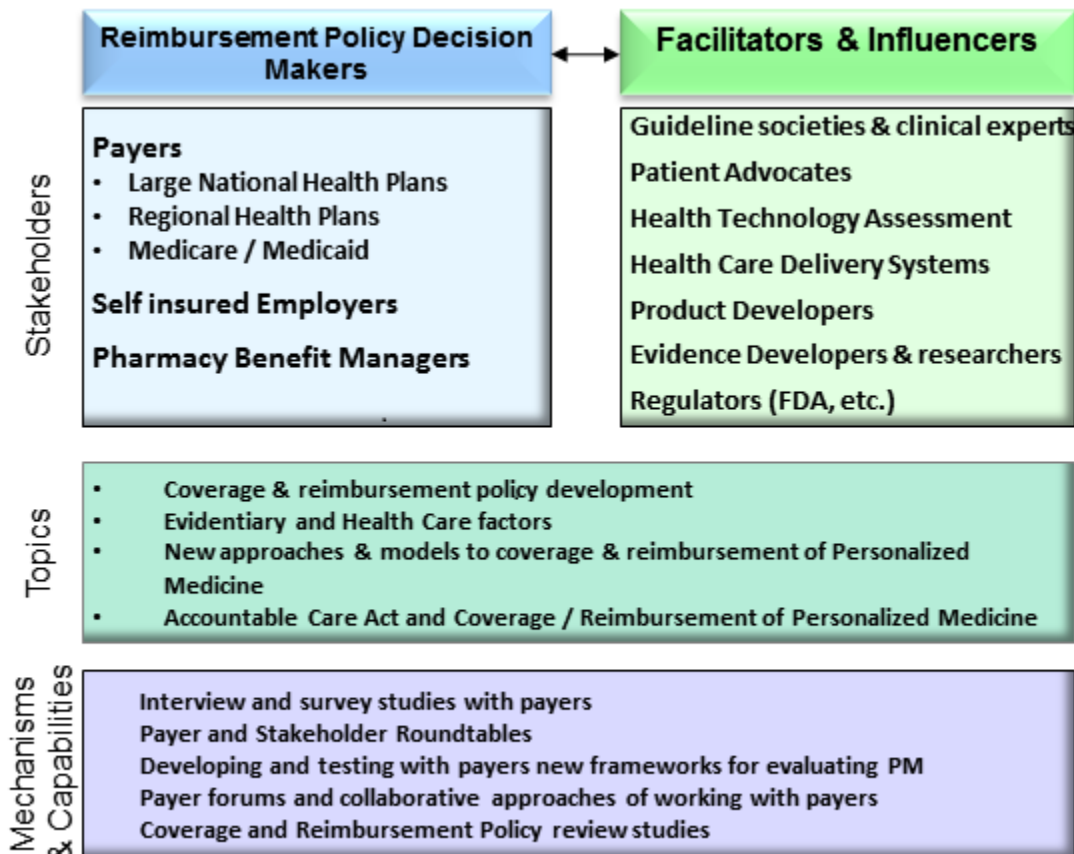 Reimbursement Policy Decision
Makers
Facilitators & Influencers
Stakeholders
Payers
• Large National Health Plans
• Regional Health Plans
• Medicare / Medicaid
Self insured Employers
Pharmacy Benefit Managers
.
Guideline societies & clinical experts
Patient Advocates
Health Technology Assessment
Health Care Delivery Systems
Product Developers
Evidence Developers & researchers
Regulators (FDA, etc.)
Topics
• Coverage & reimbursement policy development
• Evidentiary and Health Care factors
• New approaches & models to coverage & reimbursement of Personalized
Medicine
• Accountable Care Act and Coverage / Reimbursement of Personalized Medicine
Mechanisms
& Capabilities
Interview and survey studies with payers
Payer and Stakeholder Roundtables
Developing and testing with payers new frameworks for evaluating PM
Payer forums and collaborative approaches of working with payers
Coverage and Reimbursement Policy review studies